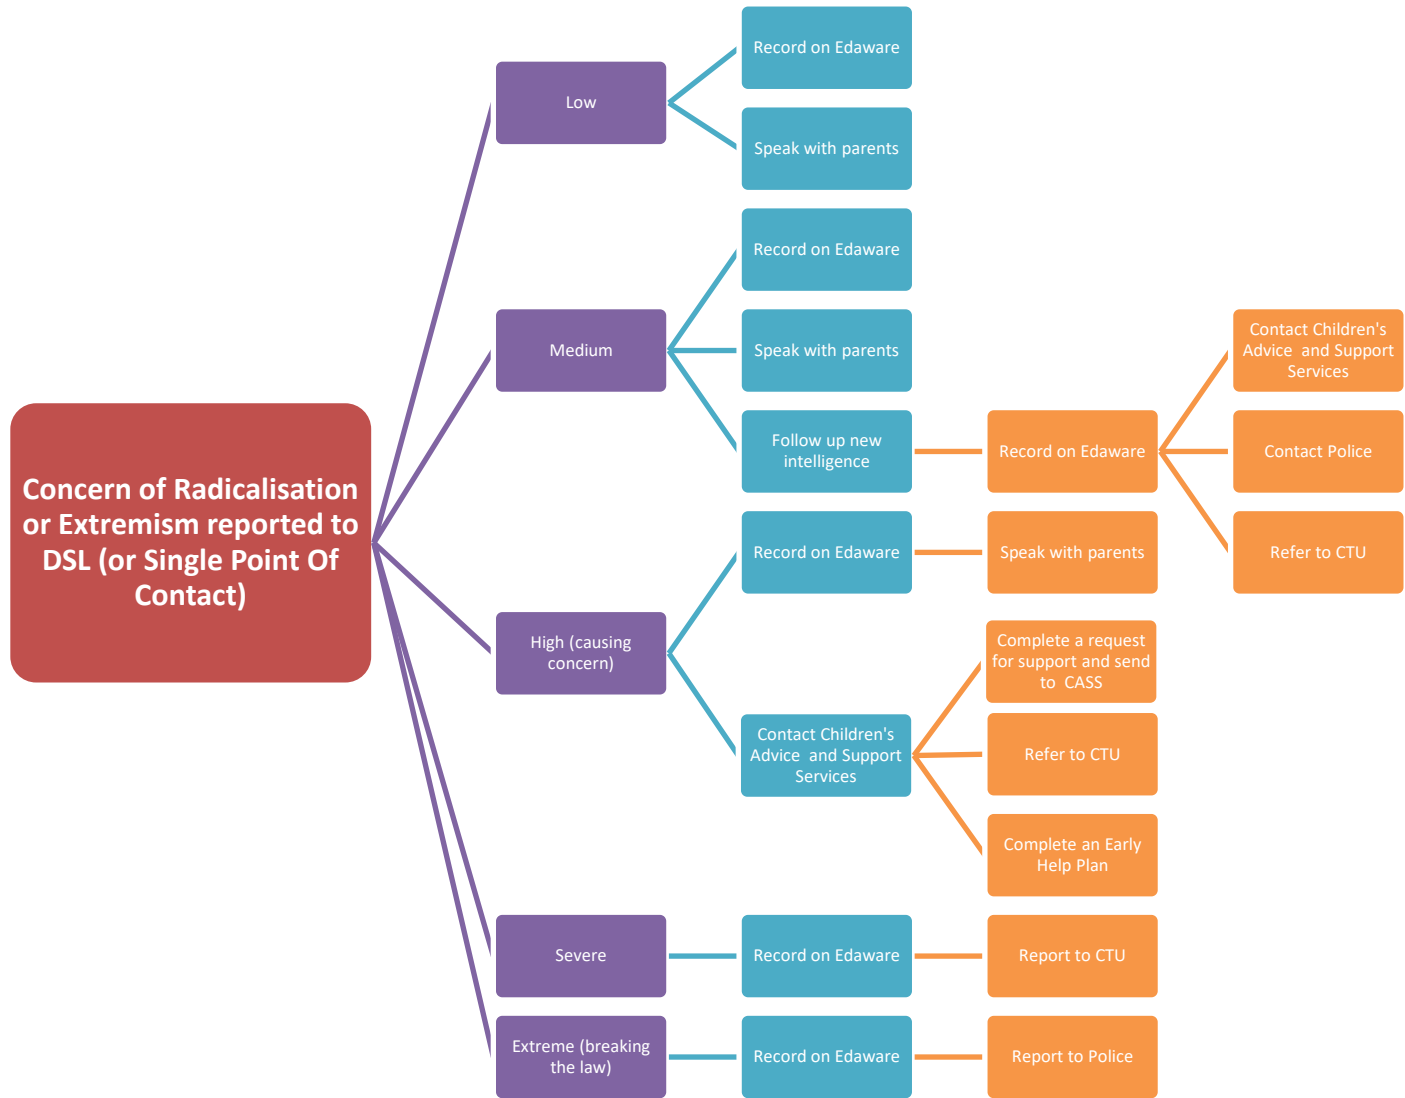 Concern of Radicalisation
or Extremism reported to
DSL (or Single Point Of
Contact)
Low
Record on Edaware
Speak with parents
Medium
Record on Edaware
Speak with parents
Follow up new
intelligence
Record on Edaware
Contact Children's
Advice  and Support
Services
Contact Police
Refer to CTU
High (causing
concern)
Record on Edaware
Speak with parents
Contact Children's
Advice  and Support
Services
Complete a request
for support and send
to  CASS
Refer to CTU
Complete an Early
Help Plan
Severe
Record on Edaware
Report to CTU
Extreme (breaking
the law)
Record on Edaware
Report to Police